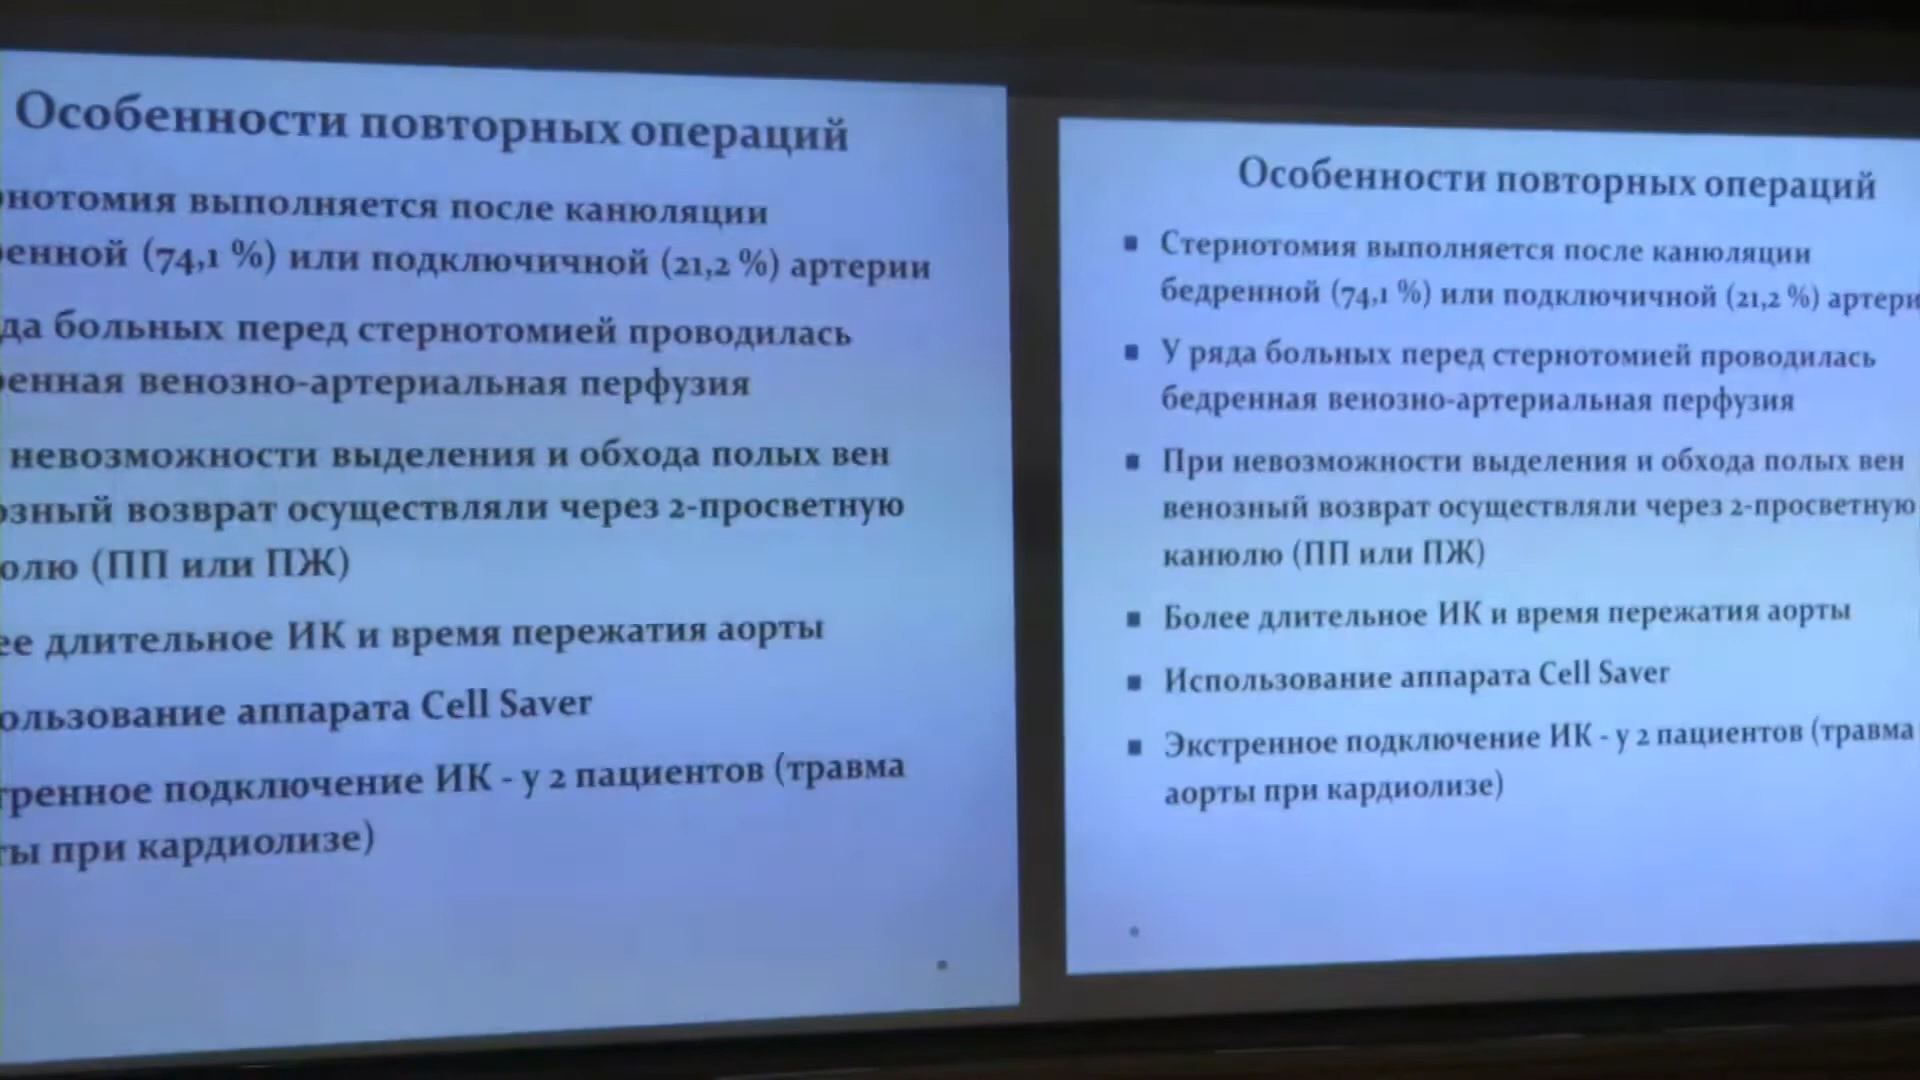 Особенности повторных операций
нотомия выполняется после канюляции
енной (74,1 %) или подключичной (21,2 %) артерии
да больных перед стернотомией проводилась
енная венозно-артериальная перфузия
невозможности выделения и обхода полых вен
озный возврат осуществляли через 2-просветную
олю (ПП или ПЖ)
ее длительное ИК и время пережатия аорты
ользование аппарата Cell Saver
тренное подключение ИК - у 2 пациентов (травма
ты при кардиолизе)
Особенности повторных операций
▪ Стернотомия выполняется после канюляции
бедренной (74,1 %) или подключичной (21,2 %) артери
▪ У ряда больных перед стернотомией проводилась
бедренная венозно-артериальная перфузия
▪ При невозможности выделения и обхода полых вен
венозный возврат осуществляли через 2-просветную
канюлю (ПП или ПЖ)
▪ Более длительное ИК и время пережатия аорты
▪ Использование аппарата Cell Saver
▪ Экстренное подключение ИК - у 2 пациентов (травма
аорты при кардиолизе)